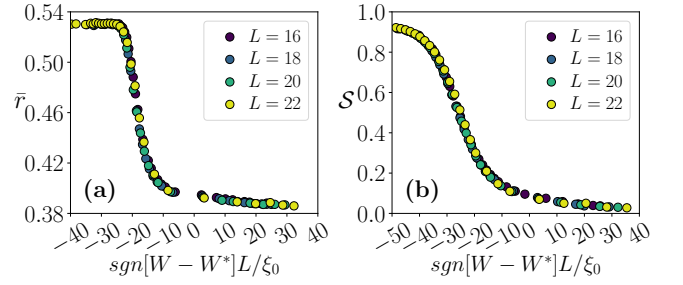 0.54
0.50
0.46
0.42
0.38
r̄
L = 16
L = 18
L = 20
L = 22
(a)
−40 −30 −20 −10 0 10 20 30 40
sgn[W − W*]L/ξ₀
1.0
0.8
0.6
0.4
0.2
0.0
S
L = 16
L = 18
L = 20
L = 22
(b)
−50 −40 −30 −20 −10 0 10 20 30 40
sgn[W − W*]L/ξ₀